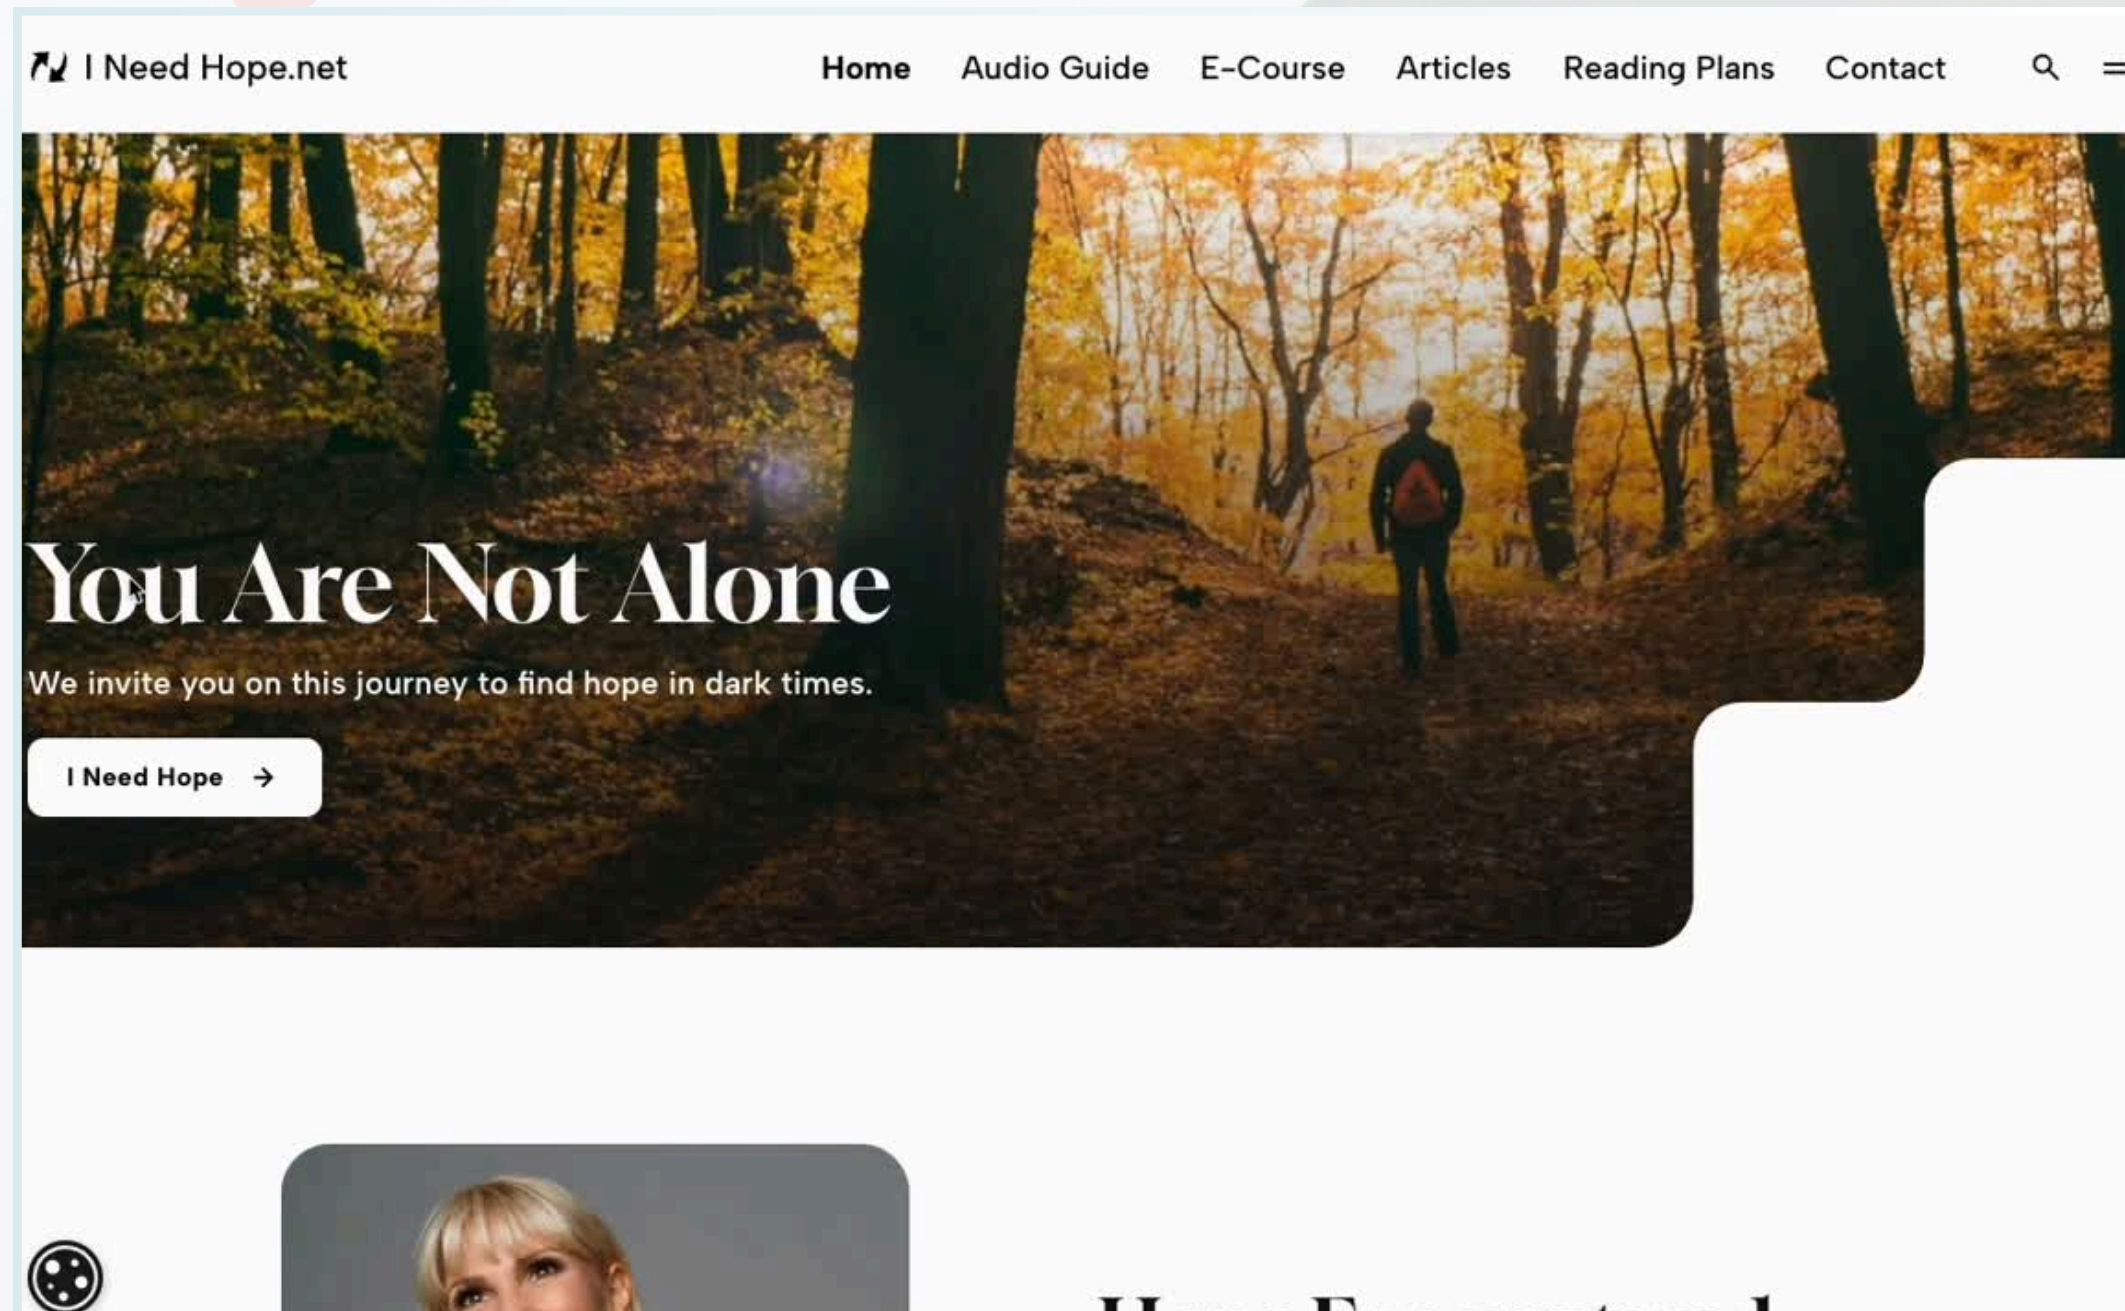 I Need Hope.net
Home Audio Guide E-Course Articles Reading Plans Contact
You Are Not Alone
We invite you on this journey to find hope in dark times.
I Need Hope →